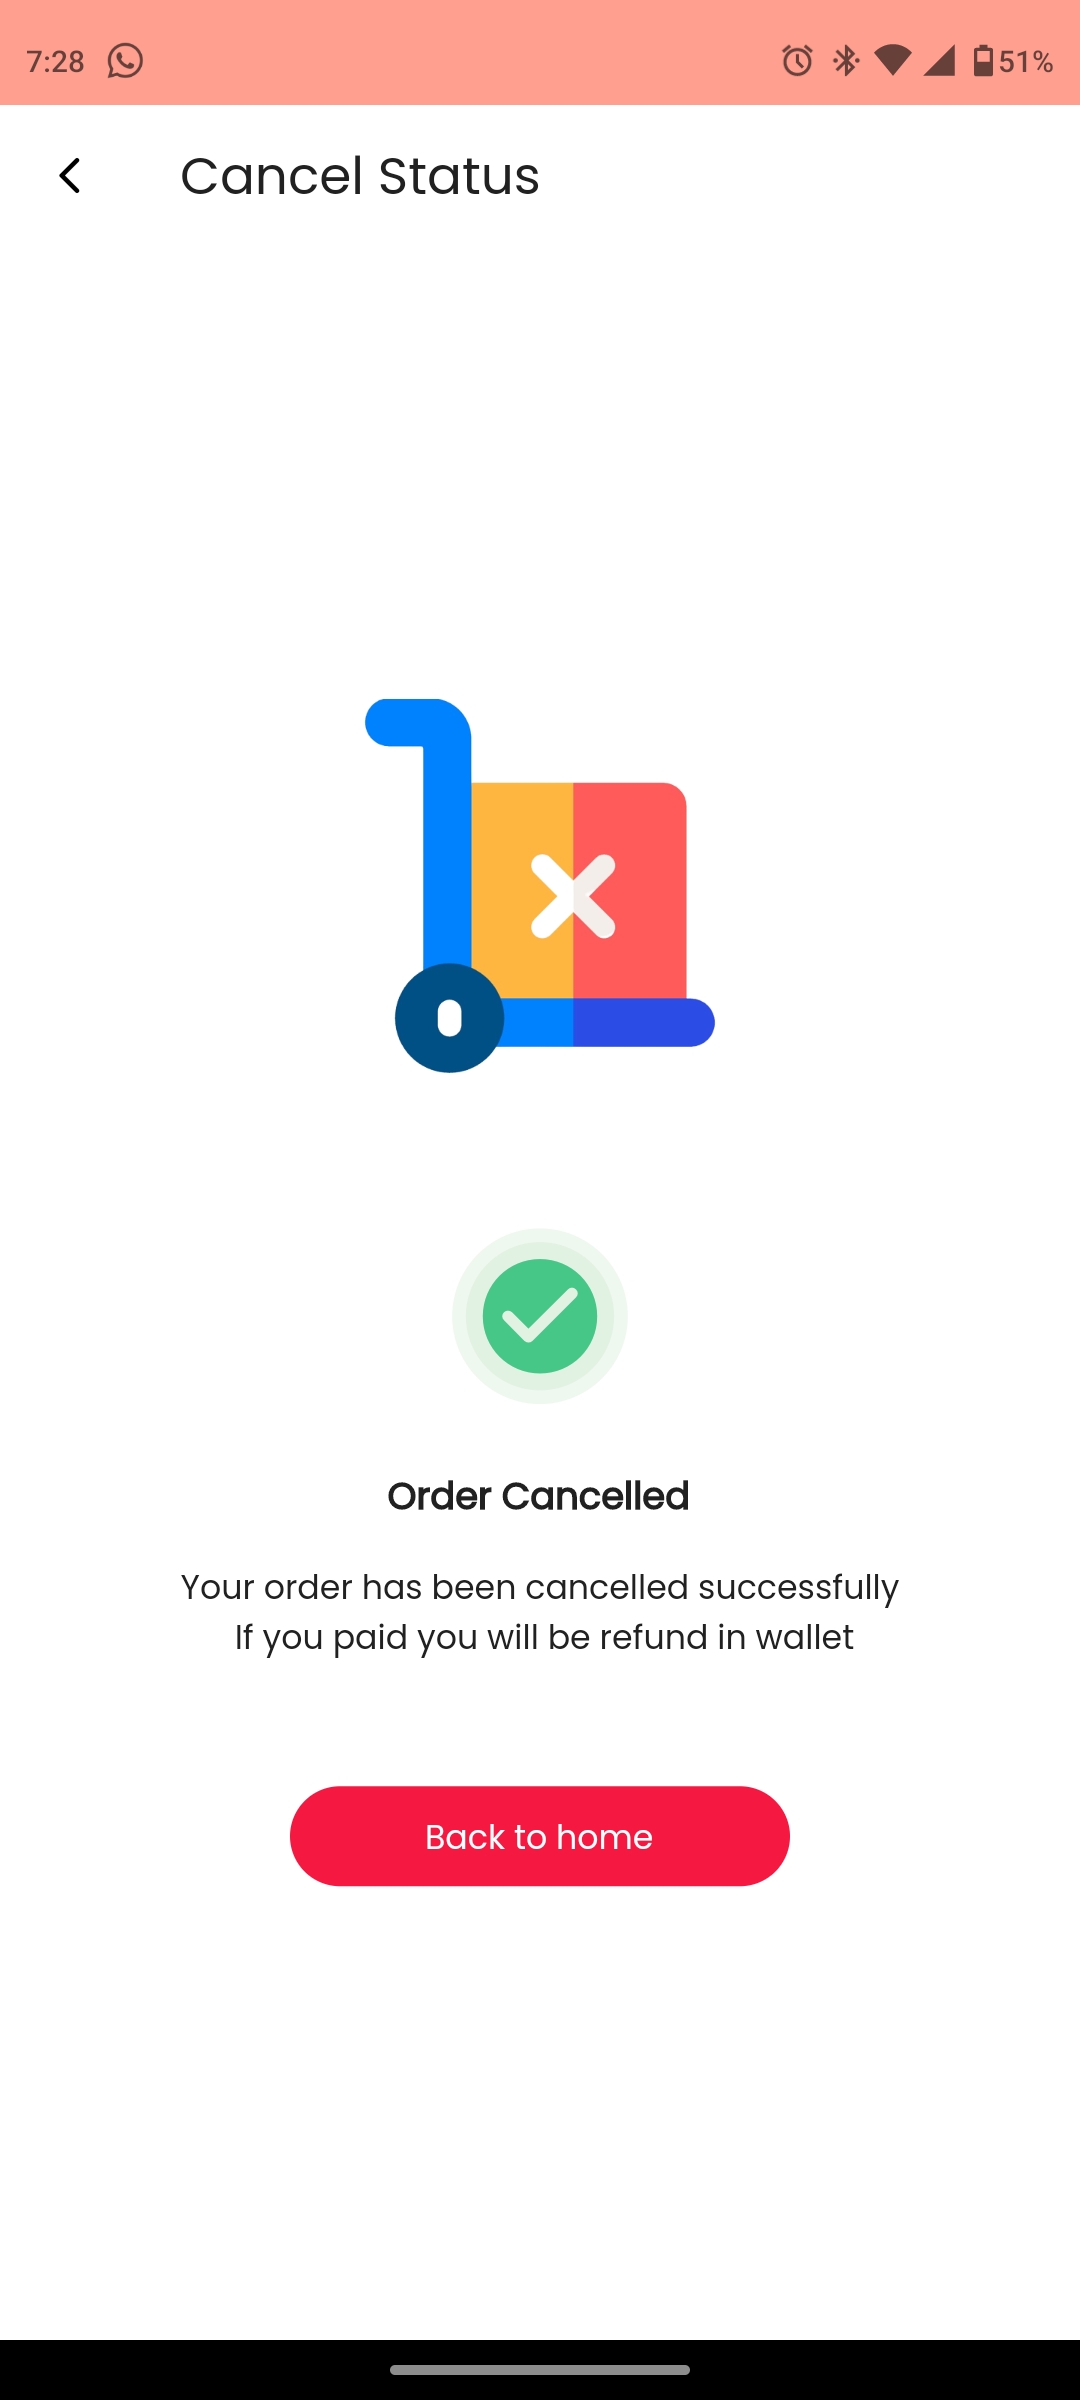 7:28
51%
Cancel Status
Order Cancelled
Your order has been cancelled successfully
If you paid you will be refund in wallet
Back to home